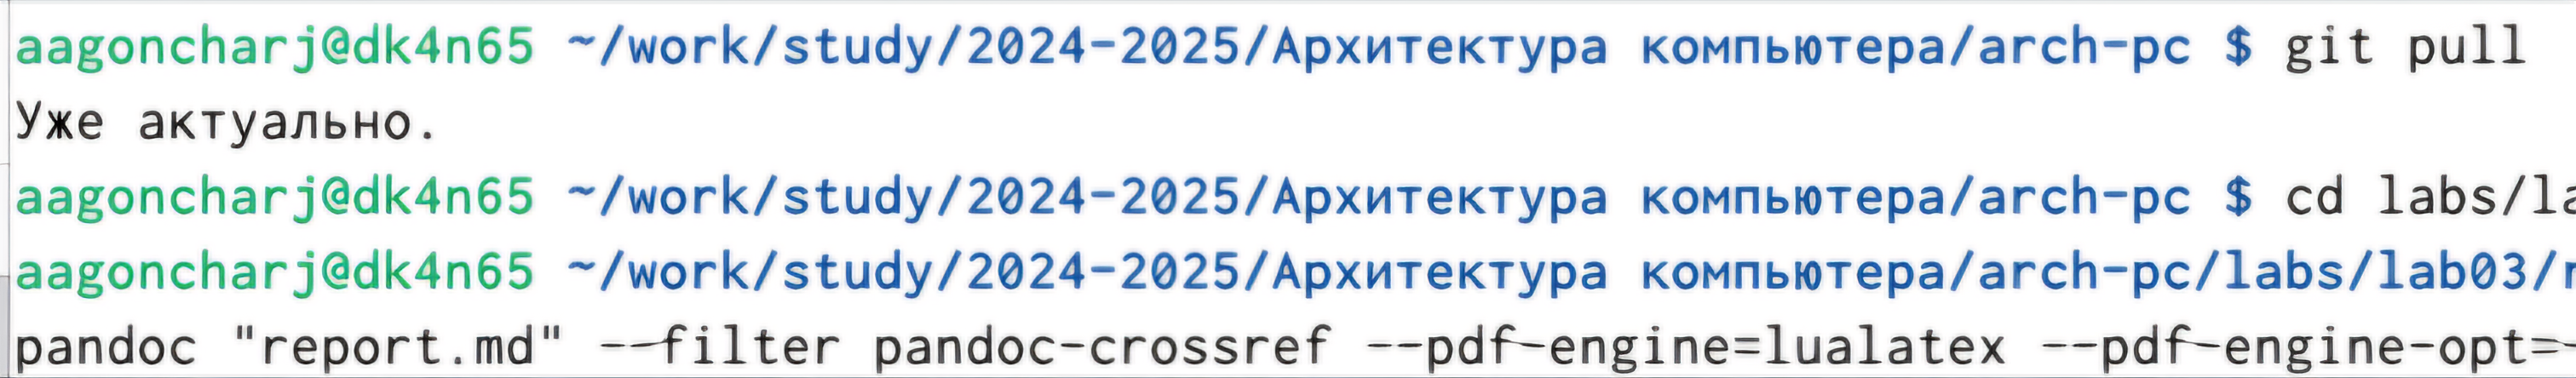 aagoncharj@dk4n65 ~/work/study/2024-2025/Архитектура компьютера/arch-pc $ git pull
Уже актуально.
aagoncharj@dk4n65 ~/work/study/2024-2025/Архитектура компьютера/arch-pc $ cd labs/
aagoncharj@dk4n65 ~/work/study/2024-2025/Архитектура компьютера/arch-pc/labs/lab03/
pandoc "report.md" --filter pandoc-crossref --pdf-engine=lualatex --pdf-engine-opt=